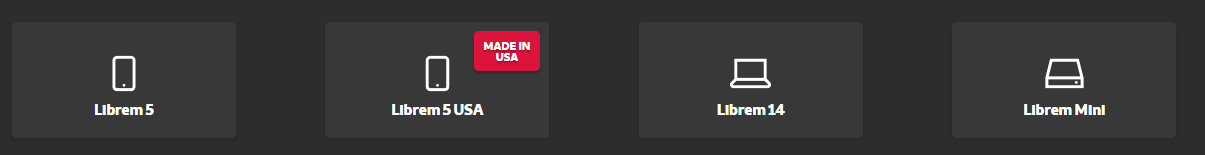 Librem 5
MADE IN
USA
Librem 5 USA
Librem 14
Librem Mini